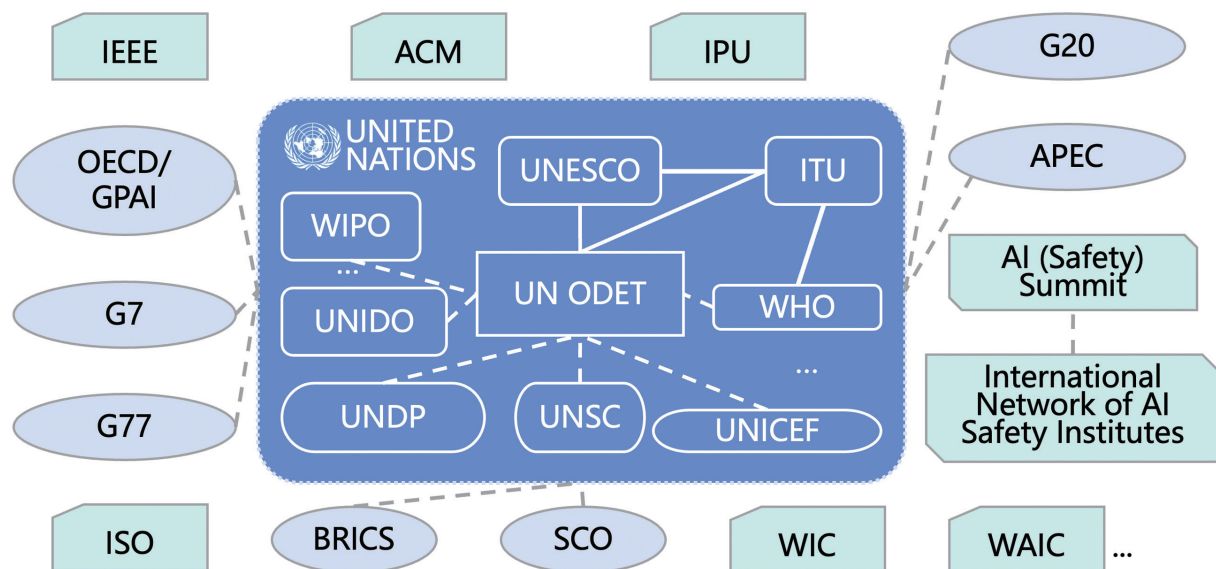 IEEE
ACM
IPU
G20
OECD/
GPAI
UNITED
NATIONS
UNESCO
ITU
APEC
WIPO
...
UN ODET
WHO
AI (Safety)
Summit
G7
UNIDO
...
International
Network of AI
Safety Institutes
G77
UNDP
UNSC
UNICEF
ISO
BRICS
SCO
WIC
WAIC
...